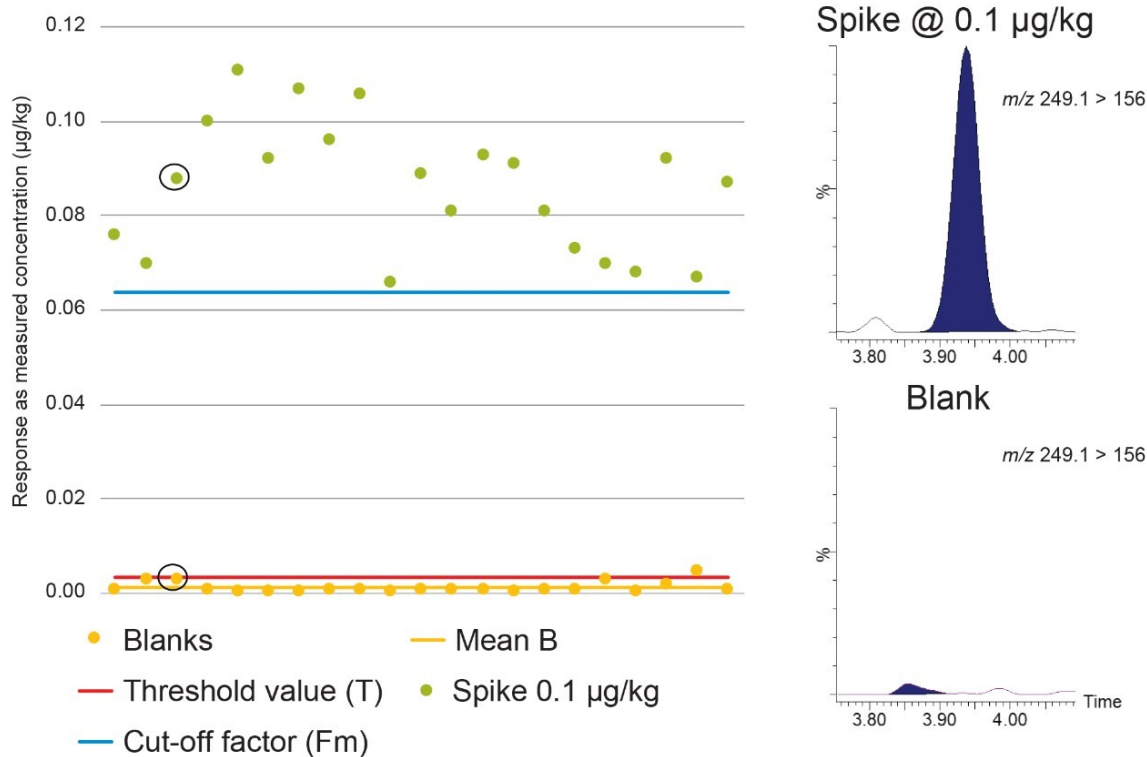 Response as measured concentration (µg/kg)
0.12
0.10
0.08
0.06
0.04
0.02
0.00
Blanks
Mean B
Threshold value (T)
Spike 0.1 µg/kg
Cut-off factor (Fm)
Spike @ 0.1 µg/kg
m/z 249.1 > 156
%
3.80 3.90 4.00
Blank
m/z 249.1 > 156
%
3.80 3.90 4.00
Time